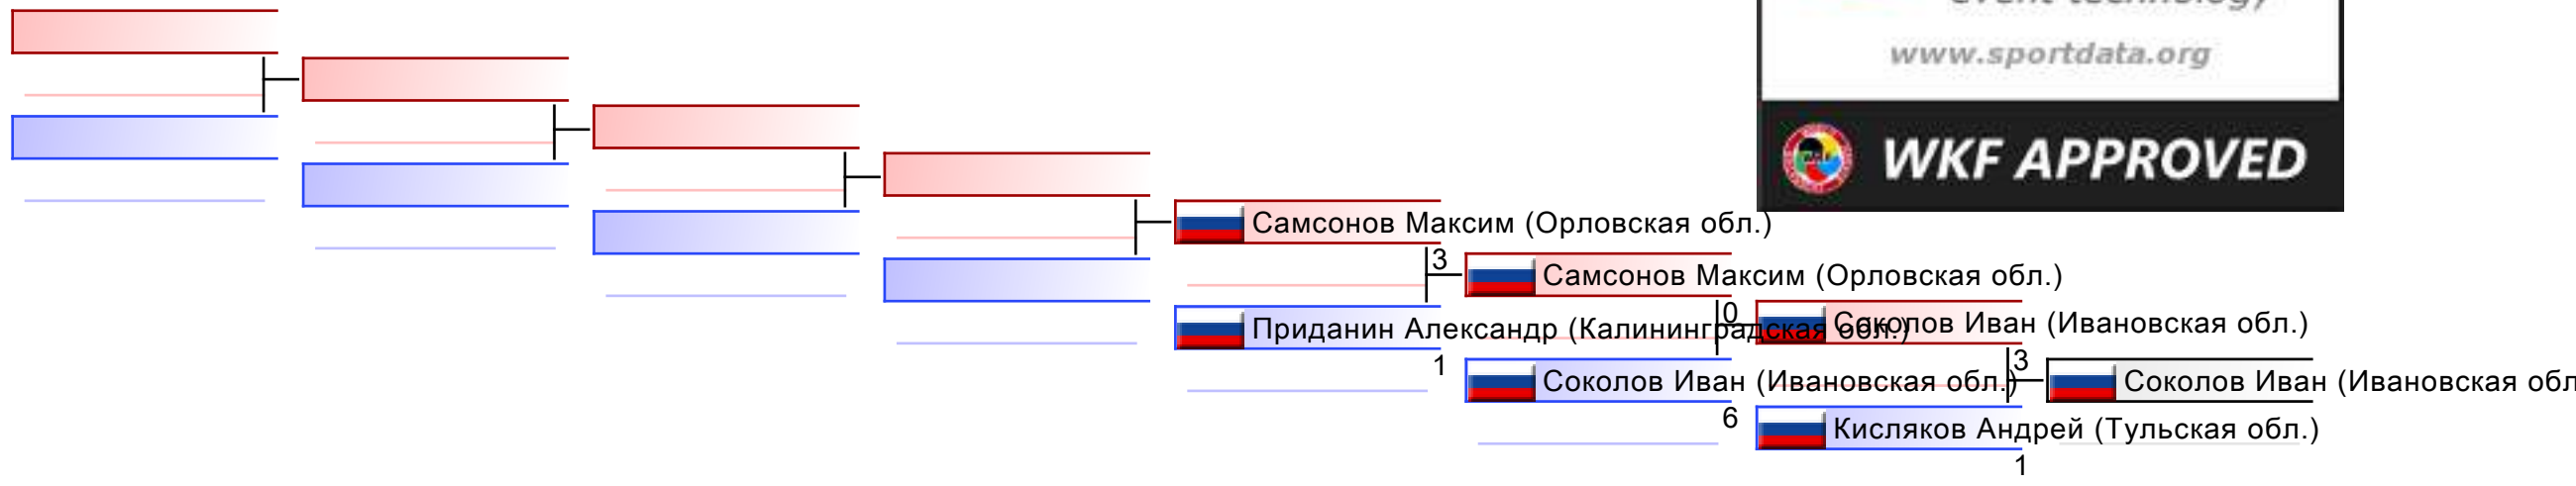 event technology
www.sportdata.org
WKF APPROVED
Самсонов Максим (Орловская обл.)
3
Самсонов Максим (Орловская обл.)
0
Соколов Иван (Ивановская обл.)
Приданин Александр (Калининградская обл.)
1
3
Соколов Иван (Ивановская обл.)
Соколов Иван (Ивановская обл
6
Кисляков Андрей (Тульская обл.)
1